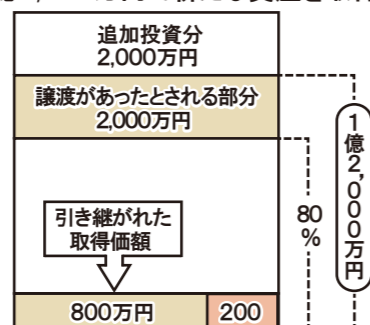 追加投資分
2,000万円
譲渡があったとされる部分
2,000万円
1億2,000万円
80
%
引き継がれた
取得価額
800万円
200